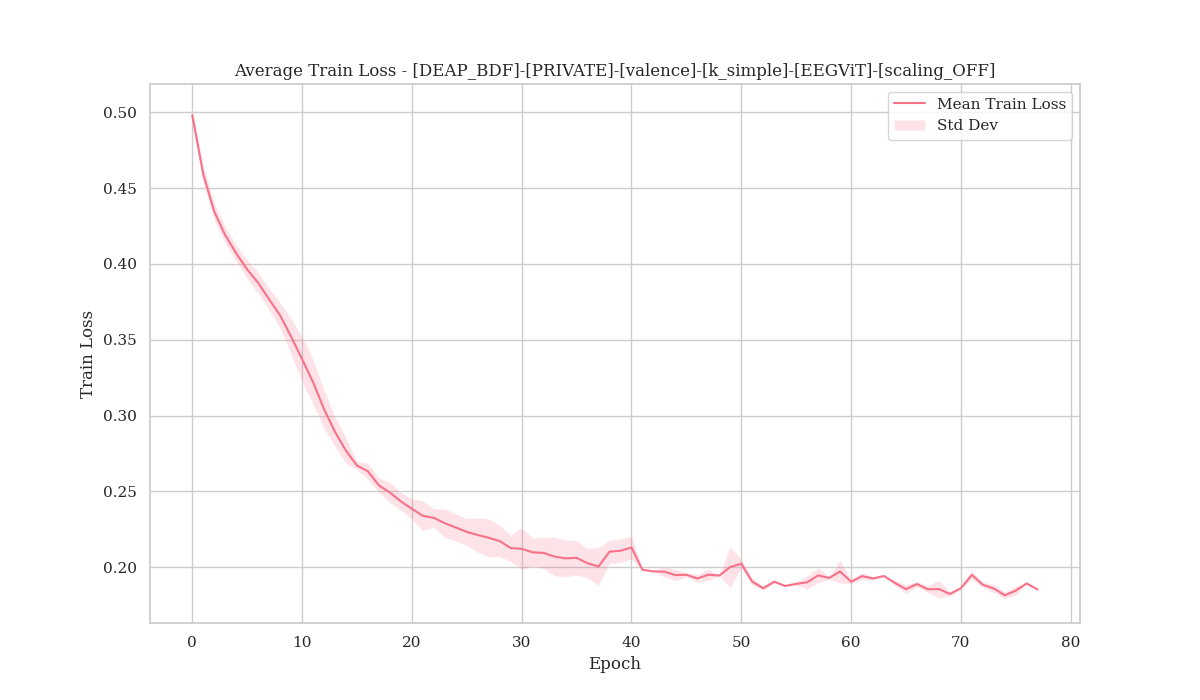 Average Train Loss - [DEAP_BDF]-[PRIVATE]-[valence]-[k_simple]-[EEGViT]-[scaling_OFF]
Mean Train Loss
Std Dev
Train Loss
0.50
0.45
0.40
0.35
0.30
0.25
0.20
0 10 20 30 40 50 60 70 80
Epoch